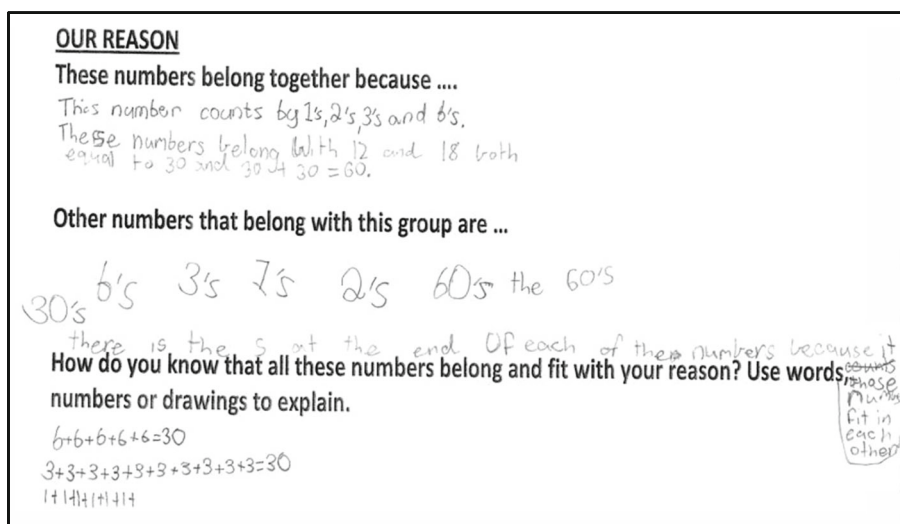 OUR REASON
These numbers belong together because ....
This number counts by 1's, 2's, 3's and 6's.
These numbers belong With 12 and 18 both
equal to 30 and 30 + 30 = 60.
Other numbers that belong with this group are ...
30's 6's 3's 1's 2's 60's the 60's
there is the s at the end Of each of these numbers because it
How do you know that all these numbers belong and fit with your reason? Use words,
counts
those
numbers or drawings to explain.
fit in
each
other
6+6+6+6+6=30
3+3+3+3+3+3+3+3+3+3=30
1+1+1+1+1+1+